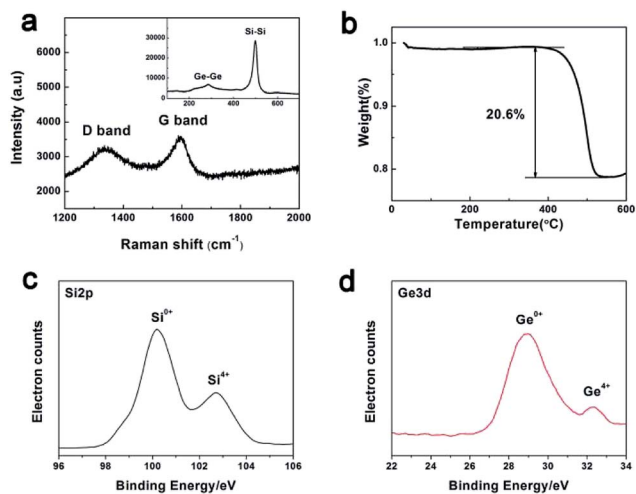 a
7000
6000
5000
4000
3000
2000
Intensity (a.u)
30000
20000
10000
0
Si-Si
Ge-Ge
200 400 600
D band
G band
1200 1400 1600 1800 2000
Raman shift (cm-1)
b
1.0
0.9
0.8
Weight(%)
20.6%
0 200 400 600
Temperature(oC)
c
Si2p
Si0+
Si4+
Electron counts
96 98 100 102 104 106
Binding Energy/eV
d
Ge3d
Ge0+
Ge4+
Electron counts
22 24 26 28 30 32 34
Binding Energy/eV